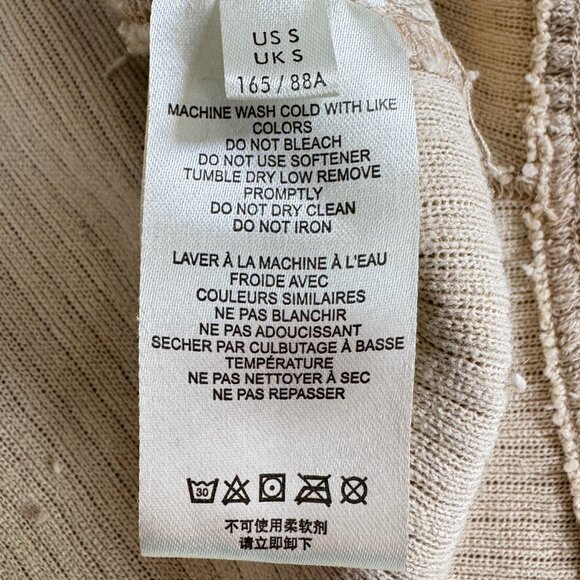 US S
UK S
165/88A
MACHINE WASH COLD WITH LIKE
COLORS
DO NOT BLEACH
DO NOT USE SOFTENER
TUMBLE DRY LOW REMOVE
PROMPTLY
DO NOT DRY CLEAN
DO NOT IRON
LAVER À LA MACHINE À L'EAU
FROIDE AVEC
COULEURS SIMILAIRES
NE PAS BLANCHIR
NE PAS ADOUCISSANT
SECHER PAR CULBUTAGE À BASSE
TEMPÉRATURE
NE PAS NETTOYER À SEC
NE PAS REPASSER
30
不可使用柔软剂
请立即卸下